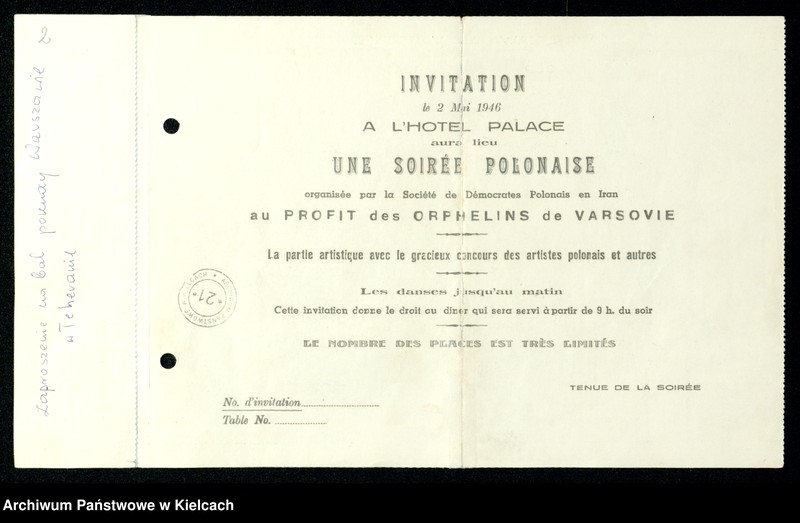 Zaproszenie na bal pomocy Warszawie
w Teheranie
2
INVITATION
le 2 Mai 1946
A L'HOTEL PALACE
aura lieu
UNE SOIRÉE POLONAISE
organisée par la Société de Démocrates Polonais en Iran
au PROFIT des ORPHELINS de VARSOVIE
La partie artistique avec le gracieux concours des artistes polonais et autres
Les danses jusqu'au matin
Cette invitation donne le droit au dîner qui sera servi à partir de 9 h. du soir
LE NOMBRE DES PLACES EST TRÈS LIMITÉS
TENUE DE LA SOIRÉE
No. d'invitation
Table No.
21
Archiwum Państwowe w Kielcach